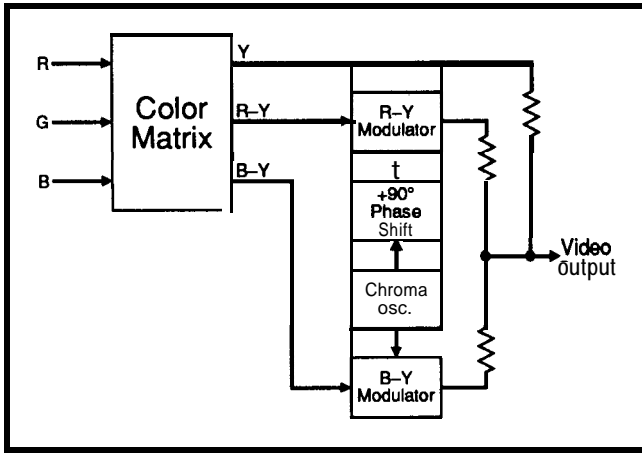 R
G
B
Color
Matrix
Y
R–Y
B–Y
R–Y
Modulator
t
+90°
Phase
Shift
Chroma
osc.
B–Y
Modulator
Video
output